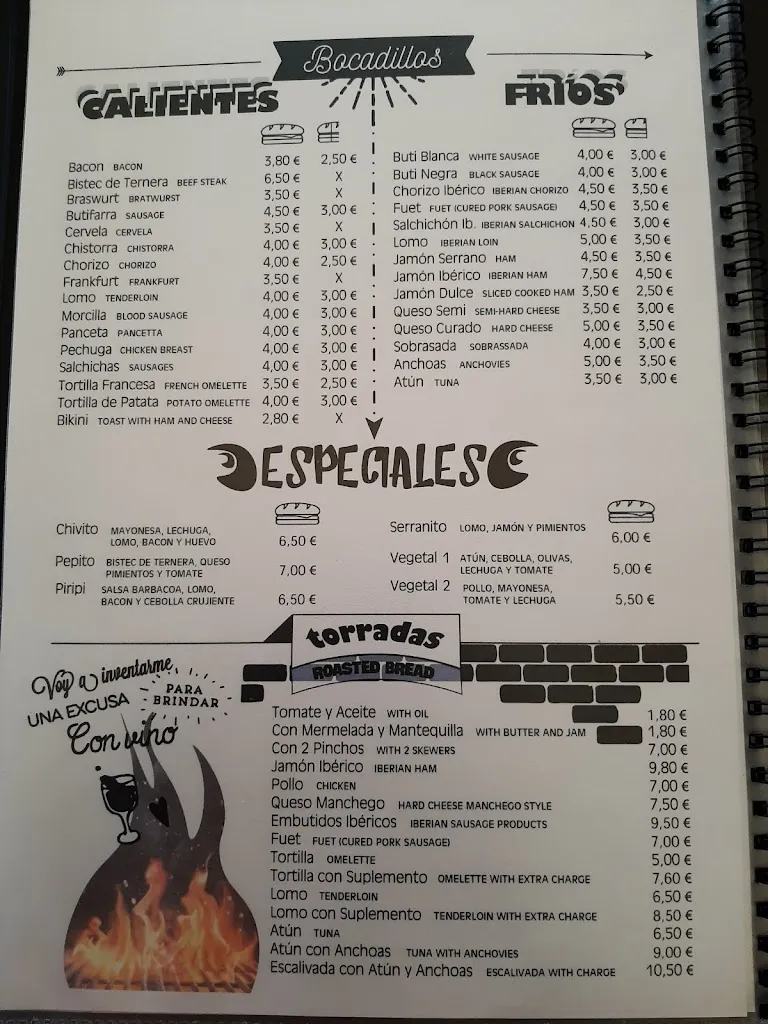 Bocadillos
CALIENTES
Bacon BACON 3,80 € 2,50 €
Bistec de Ternera BEEF STEAK 6,50 € X
Braswurt BRATWURST 3,50 € X
Butifarra SAUSAGE 4,50 € 3,00 €
Cervela CERVELA 3,50 € X
Chistorra CHISTORRA 4,00 € 3,00 €
Chorizo CHORIZO 4,00 € 2,50 €
Frankfurt FRANKFURT 3,50 € X
Lomo TENDERLOIN 4,00 € 3,00 €
Morcilla BLOOD SAUSAGE 4,00 € 3,00 €
Panceta PANCETTA 4,00 € 3,00 €
Pechuga CHICKEN BREAST 4,00 € 3,00 €
Salchichas SAUSAGES 4,00 € 3,00 €
Tortilla Francesa FRENCH OMELETTE 3,50 € 2,50 €
Tortilla de Patata POTATO OMELETTE 4,00 € 3,00 €
Bikini TOAST WITH HAM AND CHEESE 2,80 € X
FRÍOS
Buti Blanca WHITE SAUSAGE 4,00 € 3,00 €
Buti Negra BLACK SAUSAGE 4,00 € 3,00 €
Chorizo Ibérico IBERIAN CHORIZO 4,50 € 3,50 €
Fuet FUET (CURED PORK SAUSAGE) 4,50 € 3,50 €
Salchichón Ib. IBERIAN SALCHICHON 4,50 € 3,00 €
Lomo IBERIAN LOIN 5,00 € 3,50 €
Jamón Serrano HAM 4,50 € 3,50 €
Jamón Ibérico IBERIAN HAM 7,50 € 4,50 €
Jamón Dulce SLICED COOKED HAM 3,50 € 2,50 €
Queso Semi SEMI-HARD CHEESE 3,50 € 3,00 €
Queso Curado HARD CHEESE 5,00 € 3,50 €
Sobrasada SOBRASSADA 4,00 € 3,00 €
Anchoas ANCHOVIES 5,00 € 3,50 €
Atún TUNA 3,50 € 3,00 €
ESPECIALES
Chivito MAYONESA, LECHUGA,
LOMO, BACON Y HUEVO 6,50 €
Pepito BISTEC DE TERNERA, QUESO
PIMIENTOS Y TOMATE 7,00 €
Piripi SALSA BARBACOA, LOMO,
BACON Y CEBOLLA CRUJIENTE 6,50 €
Serranito LOMO, JAMÓN Y PIMIENTOS 6,00 €
Vegetal 1 ATÚN, CEBOLLA, OLIVAS,
LECHUGA Y TOMATE 5,00 €
Vegetal 2 POLLO, MAYONESA,
TOMATE Y LECHUGA 5,50 €
torradas
ROASTED BREAD
Voy a inventarme
UNA EXCUSA
PARA
BRINDAR
Con vino
Tomate y Aceite WITH OIL 1,80 €
Con Mermelada y Mantequilla WITH BUTTER AND JAM 1,80 €
Con 2 Pinchos WITH 2 SKEWERS 7,00 €
Jamón Ibérico IBERIAN HAM 9,80 €
Pollo CHICKEN 7,00 €
Queso Manchego HARD CHEESE MANCHEGO STYLE 7,50 €
Embutidos Ibéricos IBERIAN SAUSAGE PRODUCTS 9,50 €
Fuet FUET (CURED PORK SAUSAGE) 7,00 €
Tortilla OMELETTE 5,00 €
Tortilla con Suplemento OMELETTE WITH EXTRA CHARGE 7,60 €
Lomo TENDERLOIN 6,50 €
Lomo con Suplemento TENDERLOIN WITH EXTRA CHARGE 8,50 €
Atún TUNA 6,50 €
Atún con Anchoas TUNA WITH ANCHOVIES 9,00 €
Escalivada con Atún y Anchoas ESCALIVADA WITH CHARGE 10,50 €